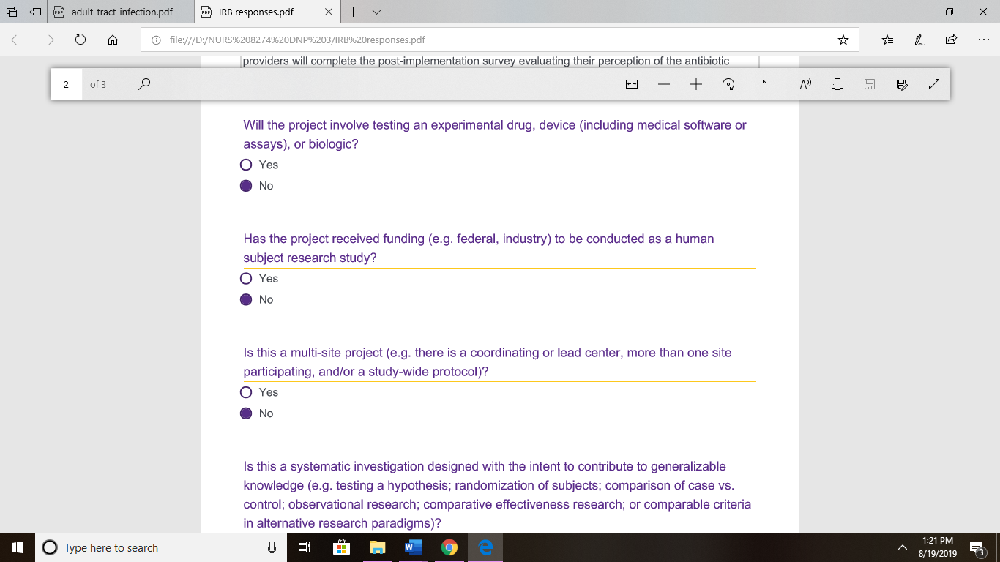 adult-tract-infection.pdf
IRB responses.pdf
file:///D:/NURS%208274%20DNP%203/IRB%20responses.pdf
providers will complete the post-implementation survey evaluating their perception of the antibiotic
2 of 3
Will the project involve testing an experimental drug, device (including medical software or
assays), or biologic?
Yes
No
Has the project received funding (e.g. federal, industry) to be conducted as a human
subject research study?
Yes
No
Is this a multi-site project (e.g. there is a coordinating or lead center, more than one site
participating, and/or a study-wide protocol)?
Yes
No
Is this a systematic investigation designed with the intent to contribute to generalizable
knowledge (e.g. testing a hypothesis; randomization of subjects; comparison of case vs.
control; observational research; comparative effectiveness research; or comparable criteria
in alternative research paradigms)?
Type here to search
1:21 PM
8/19/2019
3